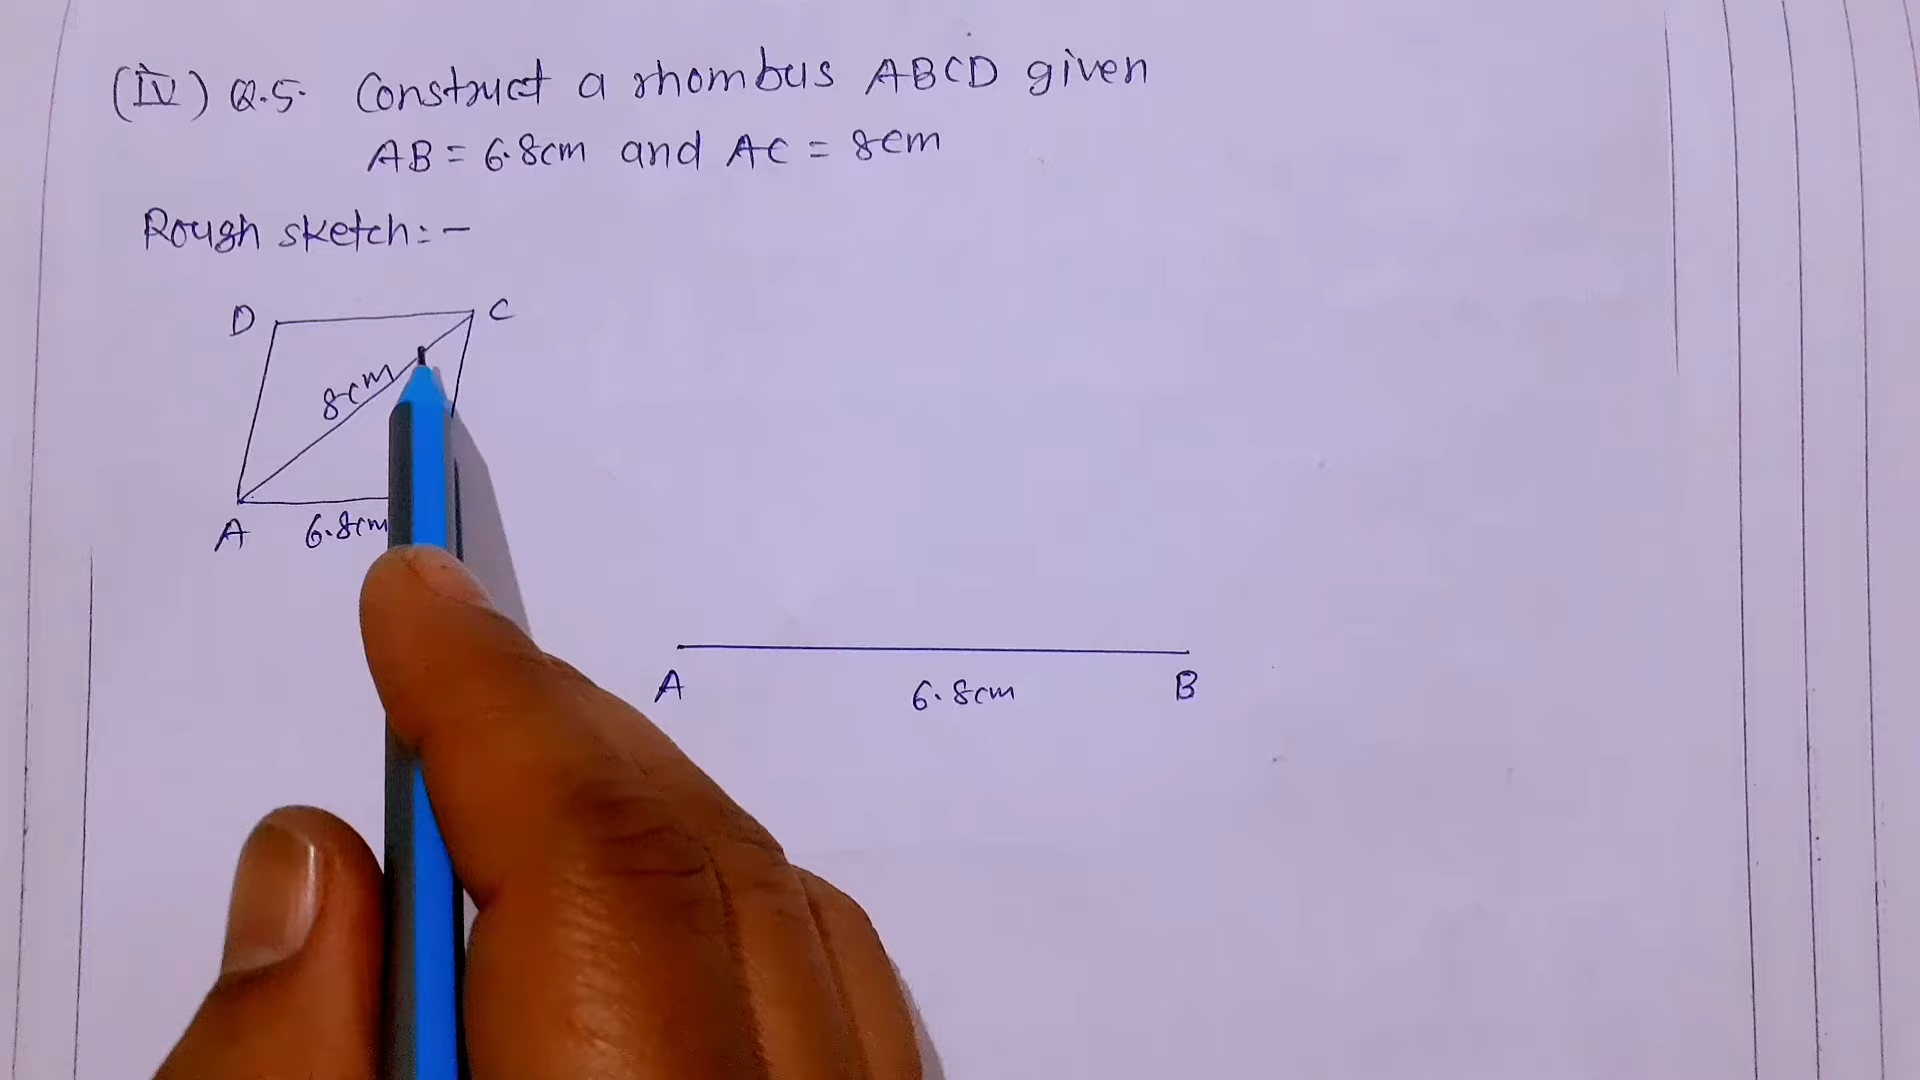 (IV) Q.5. Construct a rhombus ABCD given
AB = 6.8cm and AC = 8cm
Rough sketch:-
D C
8cm
A 6.8cm
A 6.8cm B